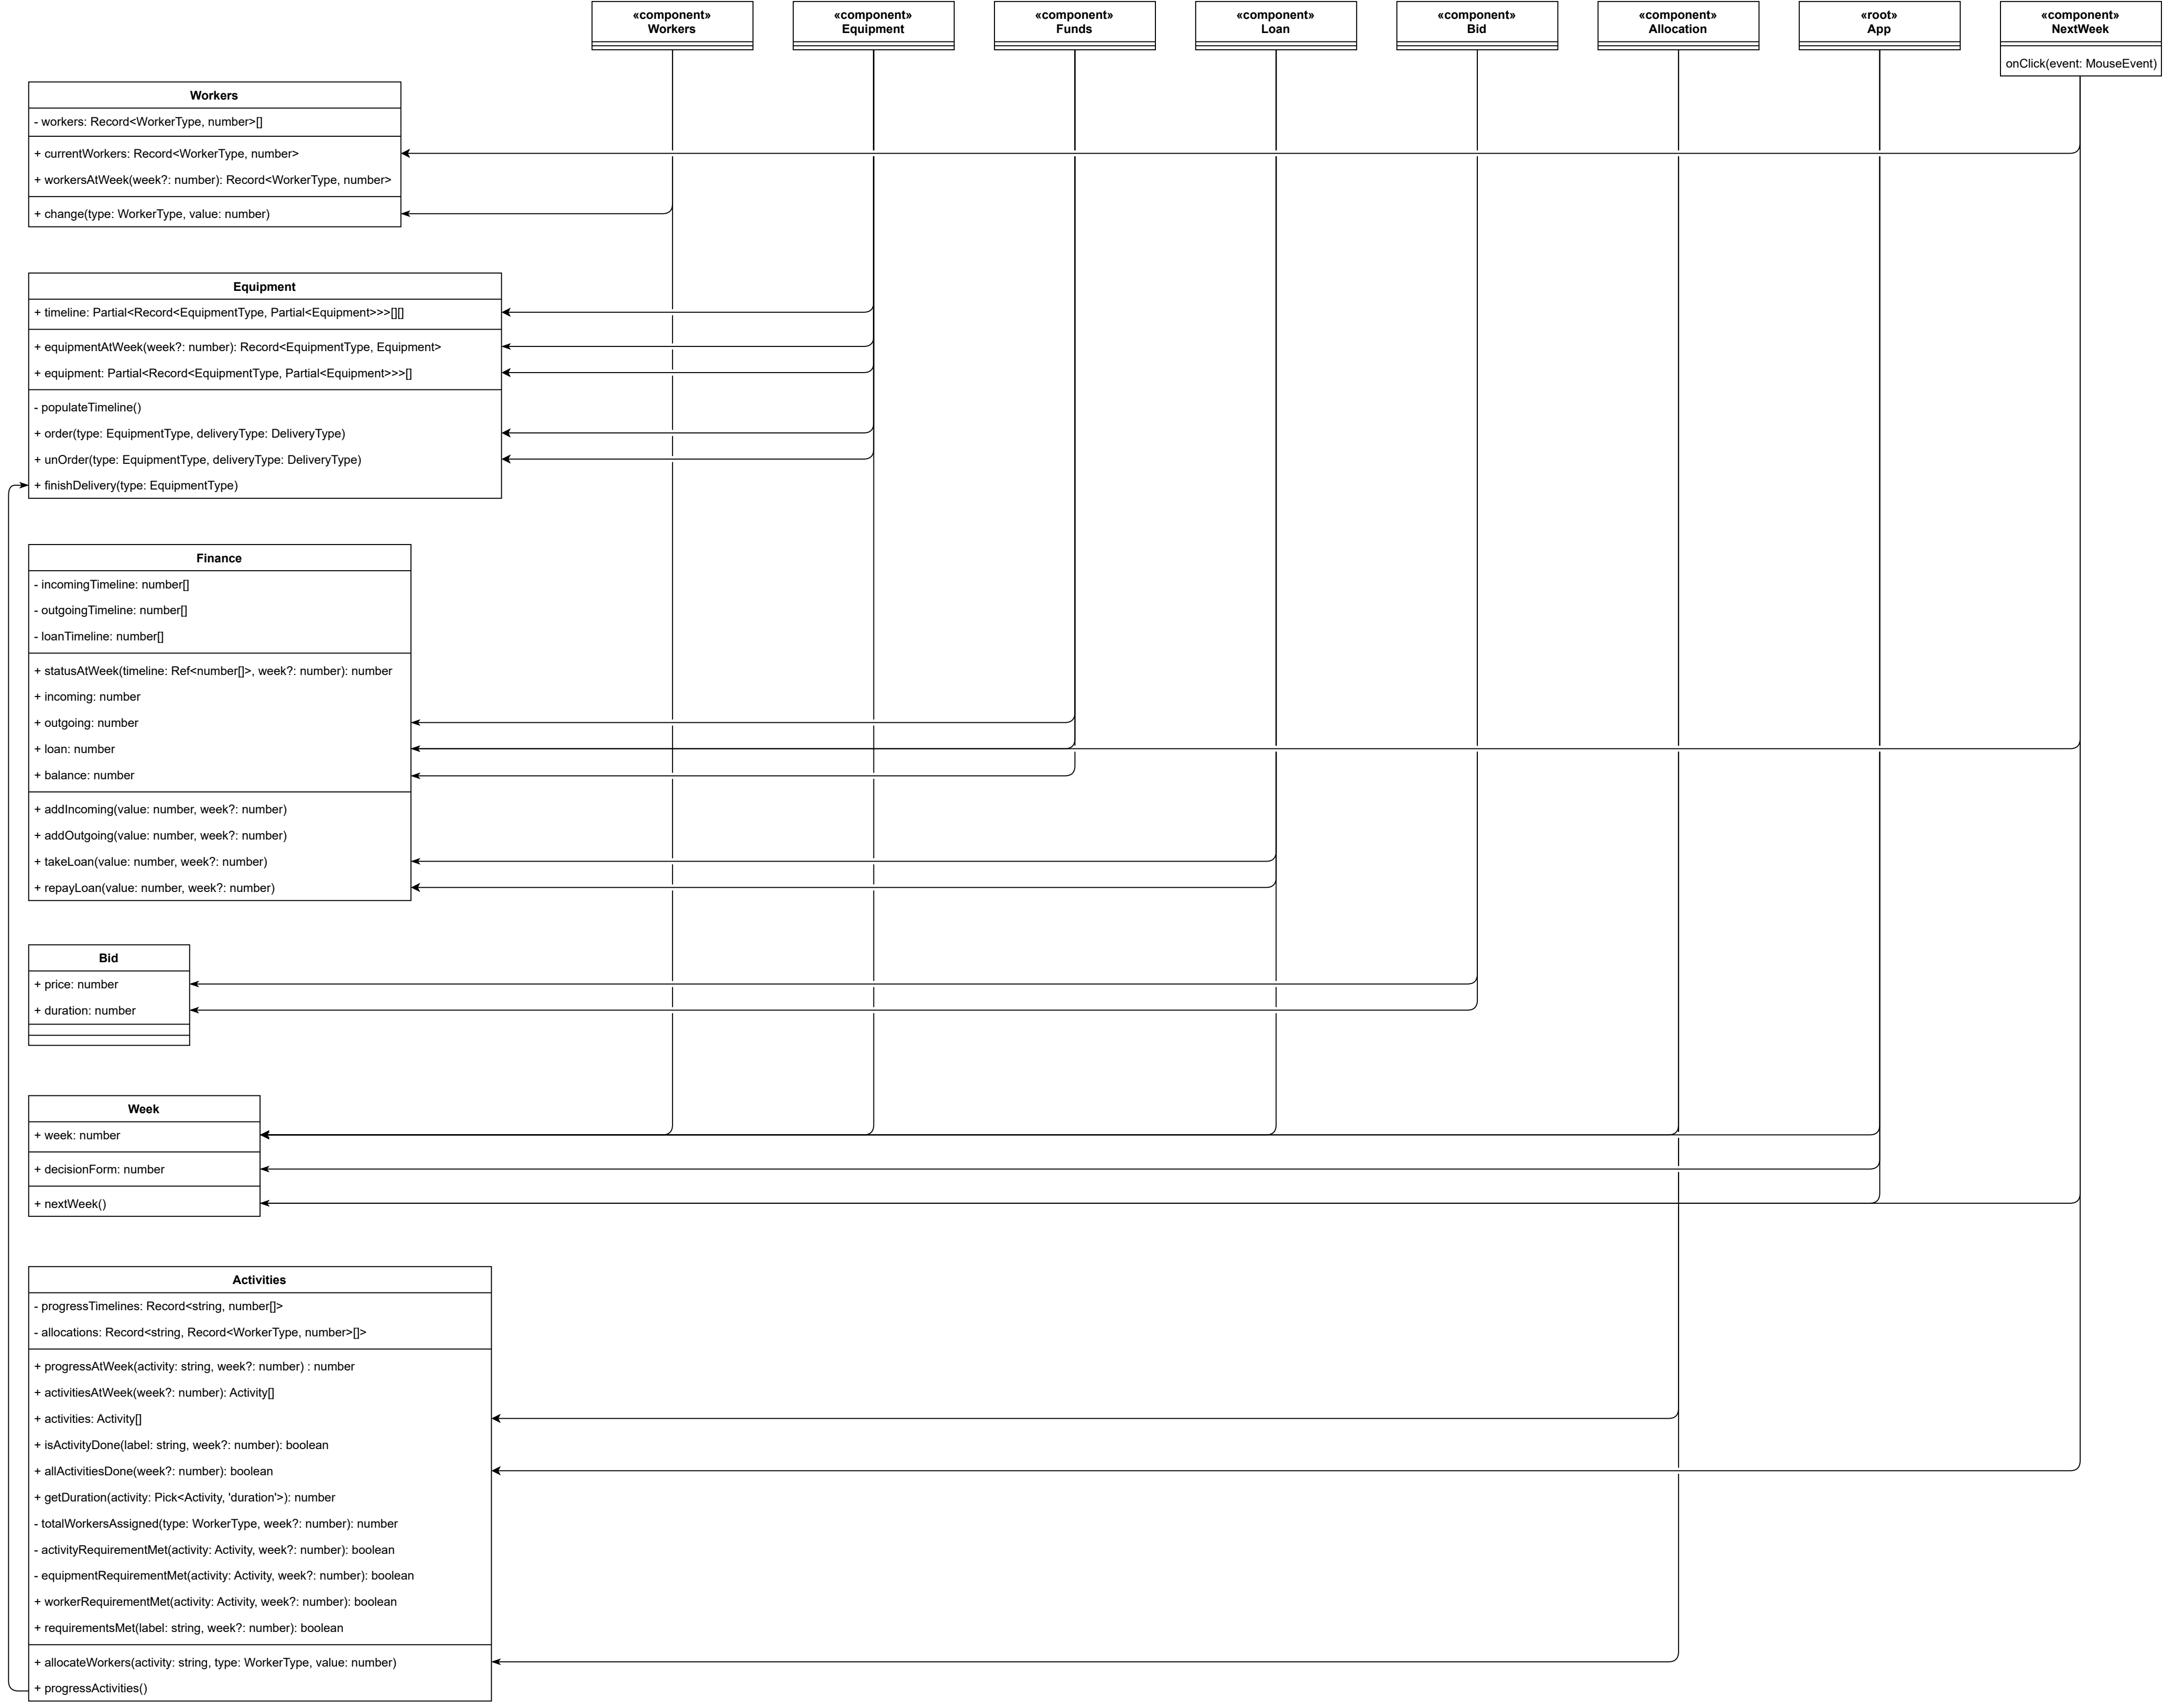 «component»
Workers
«component»
Equipment
«component»
Funds
«component»
Loan
«component»
Bid
«component»
Allocation
«root»
App
«component»
NextWeek
onClick(event: MouseEvent)
Workers
- workers: Record<WorkerType, number>[]
+ currentWorkers: Record<WorkerType, number>
+ workersAtWeek(week?: number): Record<WorkerType, number>
+ change(type: WorkerType, value: number)
Equipment
+ timeline: Partial<Record<EquipmentType, Partial<Equipment>>>[][]
+ equipmentAtWeek(week?: number): Record<EquipmentType, Equipment>
+ equipment: Partial<Record<EquipmentType, Partial<Equipment>>>[]
- populateTimeline()
+ order(type: EquipmentType, deliveryType: DeliveryType)
+ unOrder(type: EquipmentType, deliveryType: DeliveryType)
+ finishDelivery(type: EquipmentType)
Finance
- incomingTimeline: number[]
- outgoingTimeline: number[]
- loanTimeline: number[]
+ statusAtWeek(timeline: Ref<number[]>, week?: number): number
+ incoming: number
+ outgoing: number
+ loan: number
+ balance: number
+ addIncoming(value: number, week?: number)
+ addOutgoing(value: number, week?: number)
+ takeLoan(value: number, week?: number)
+ repayLoan(value: number, week?: number)
Bid
+ price: number
+ duration: number
Week
+ week: number
+ decisionForm: number
+ nextWeek()
Activities
- progressTimelines: Record<string, number[]>
- allocations: Record<string, Record<WorkerType, number>[]>
+ progressAtWeek(activity: string, week?: number) : number
+ activitiesAtWeek(week?: number): Activity[]
+ activities: Activity[]
+ isActivityDone(label: string, week?: number): boolean
+ allActivitiesDone(week?: number): boolean
+ getDuration(activity: Pick<Activity, 'duration'>): number
- totalWorkersAssigned(type: WorkerType, week?: number): number
- activityRequirementMet(activity: Activity, week?: number): boolean
- equipmentRequirementMet(activity: Activity, week?: number): boolean
+ workerRequirementMet(activity: Activity, week?: number): boolean
+ requirementsMet(label: string, week?: number): boolean
+ allocateWorkers(activity: string, type: WorkerType, value: number)
+ progressActivities()